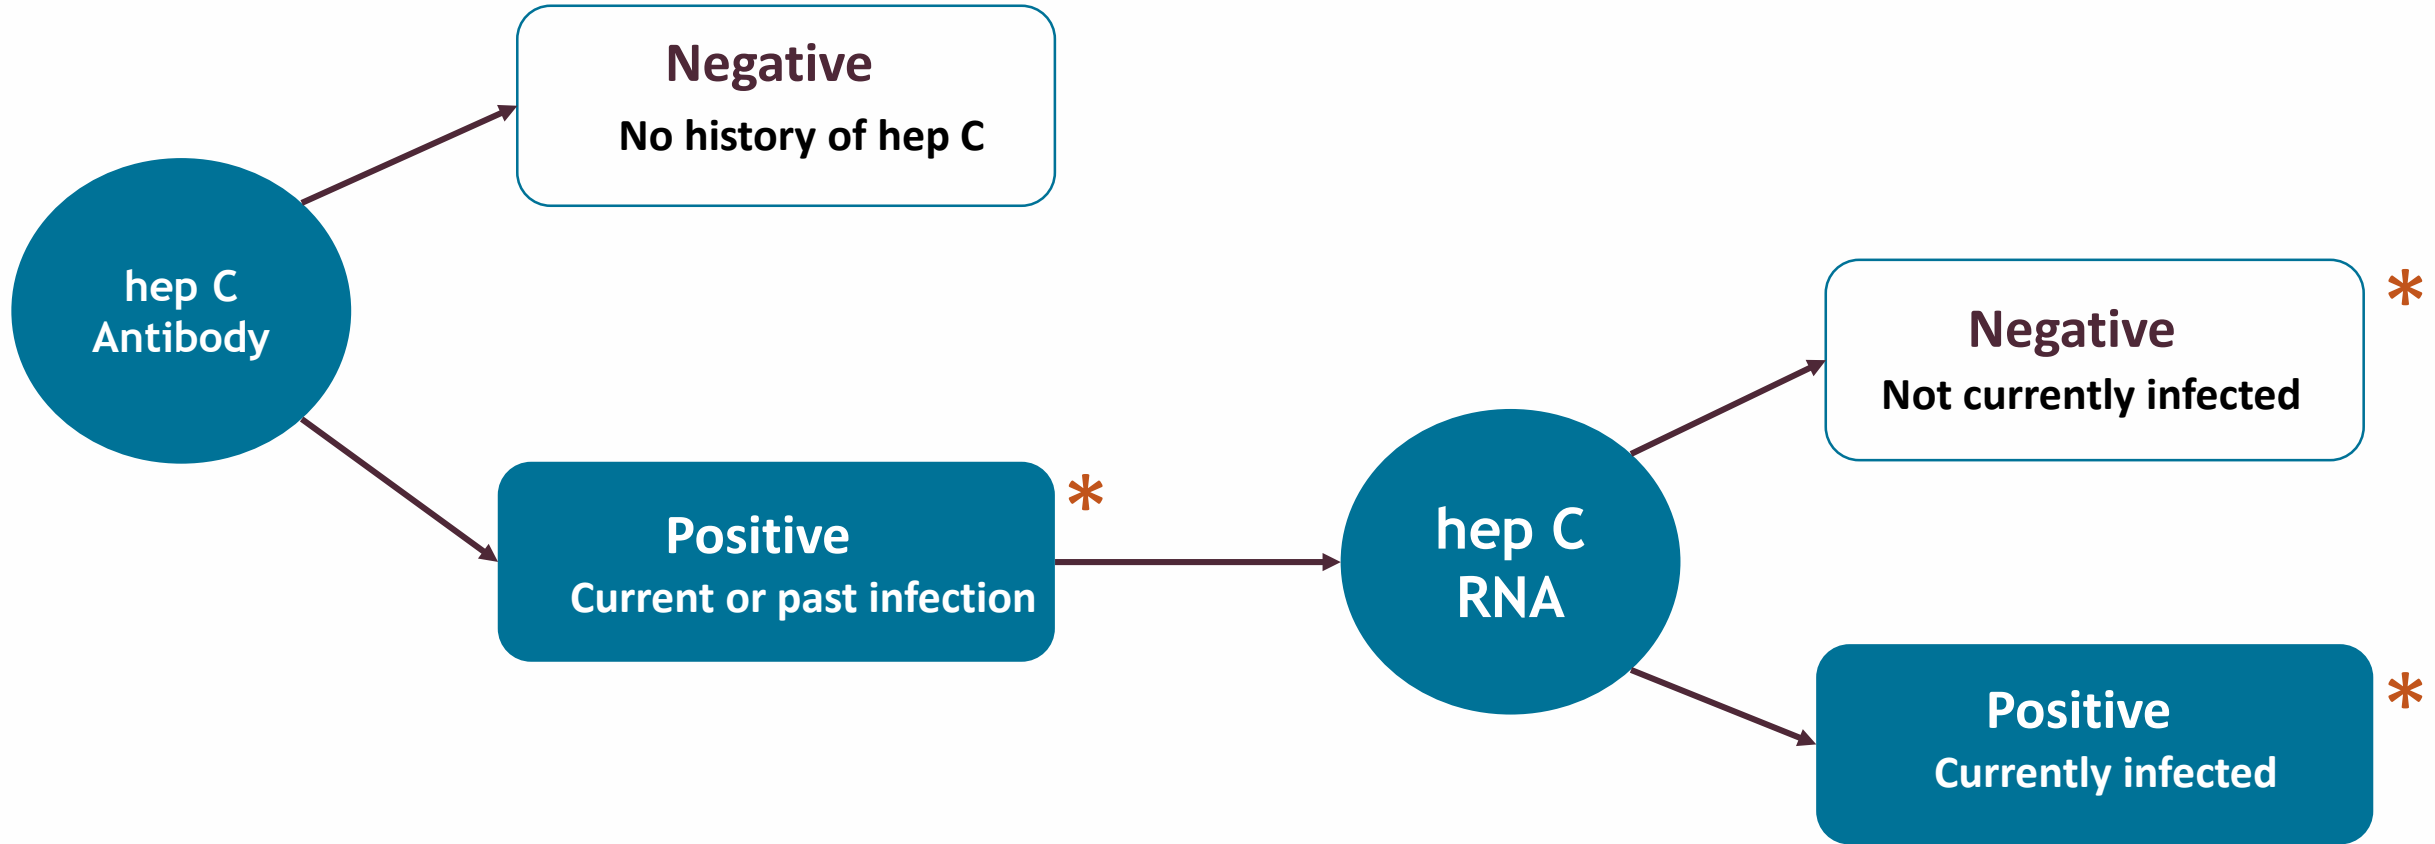 hep C
Antibody
Negative
No history of hep C
Positive
Current or past infection
*
hep C
RNA
Negative
Not currently infected
*
Positive
Currently infected
*